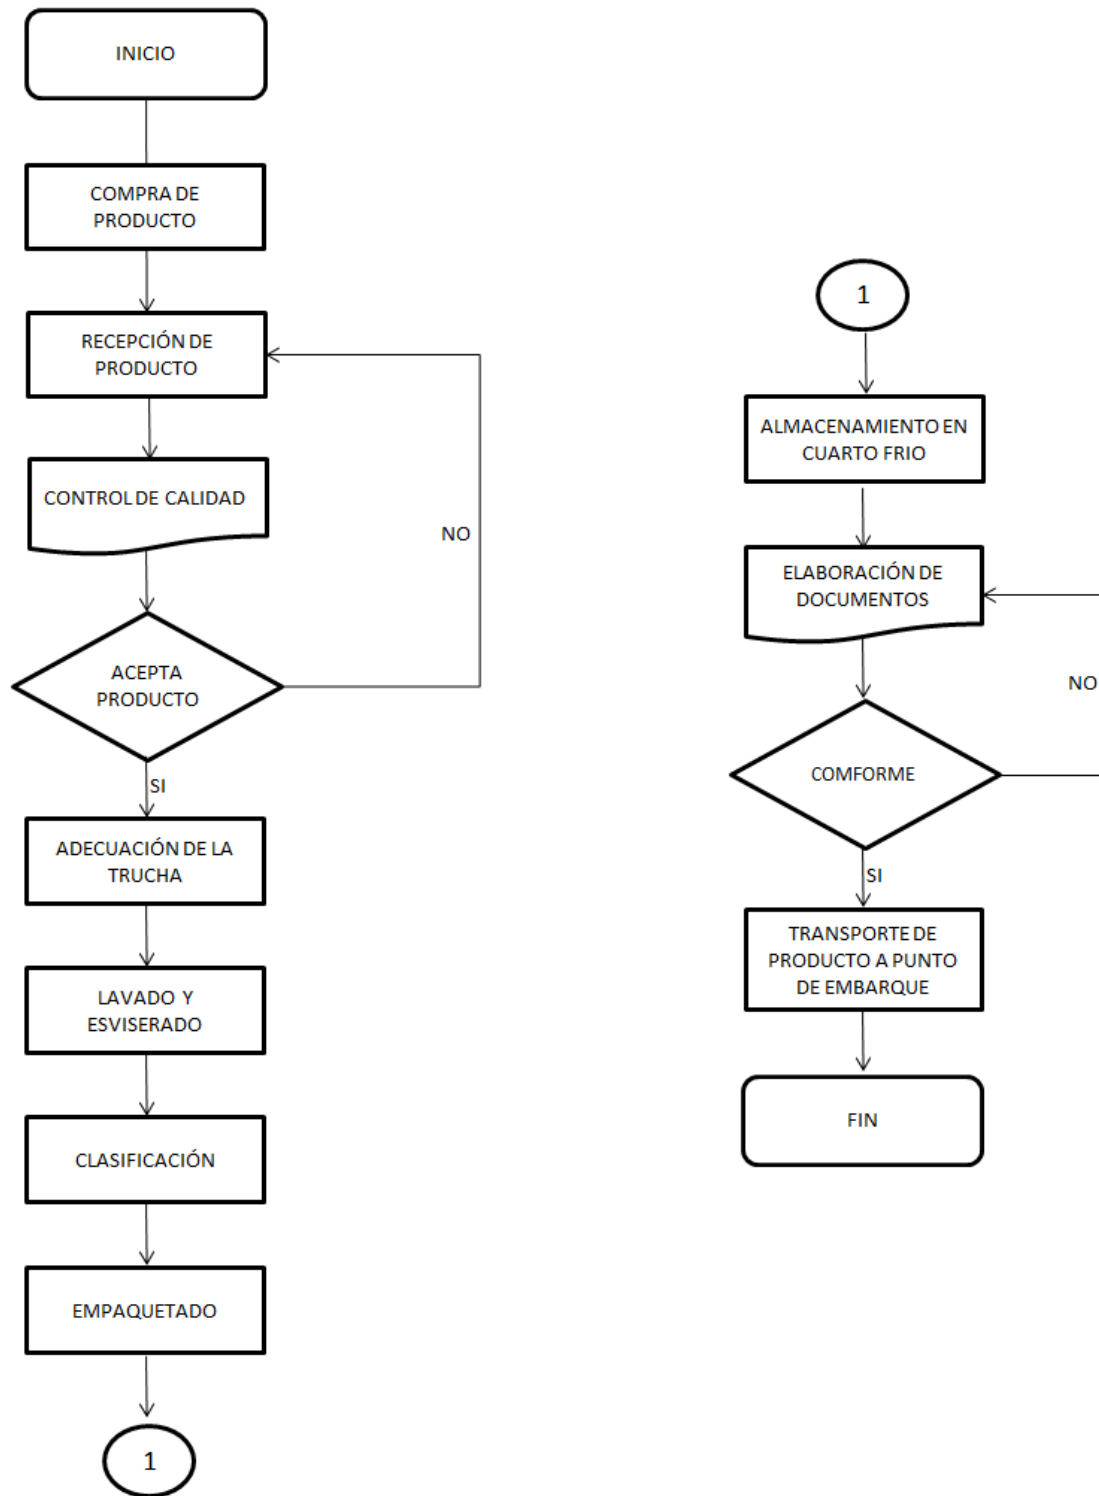 INICIO
COMPRA DE
PRODUCTO
RECEPCIÓN DE
PRODUCTO
CONTROL DE CALIDAD
NO
ACEPTA
PRODUCTO
SI
ADECUACIÓN DE LA
TRUCHA
LAVADO Y
ESVISERADO
CLASIFICACIÓN
EMPAQUETADO
1
1
ALMACENAMIENTO EN
CUARTO FRIO
ELABORACIÓN DE
DOCUMENTOS
NO
COMFORME
SI
TRANSPORTE DE
PRODUCTO A PUNTO
DE EMBARQUE
FIN